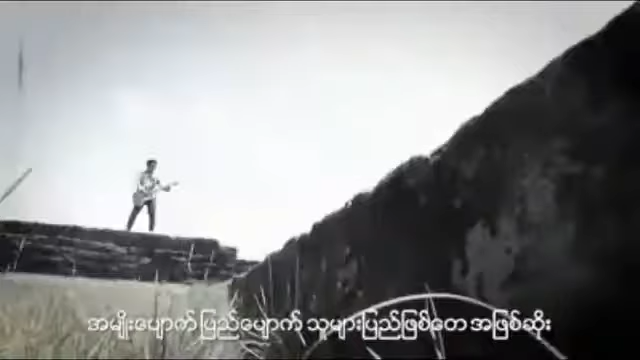 အမျိုးပျောက် ပြည်ပျောက် သူများပြည်ဖြစ်တေ အဖြစ်ဆိုး